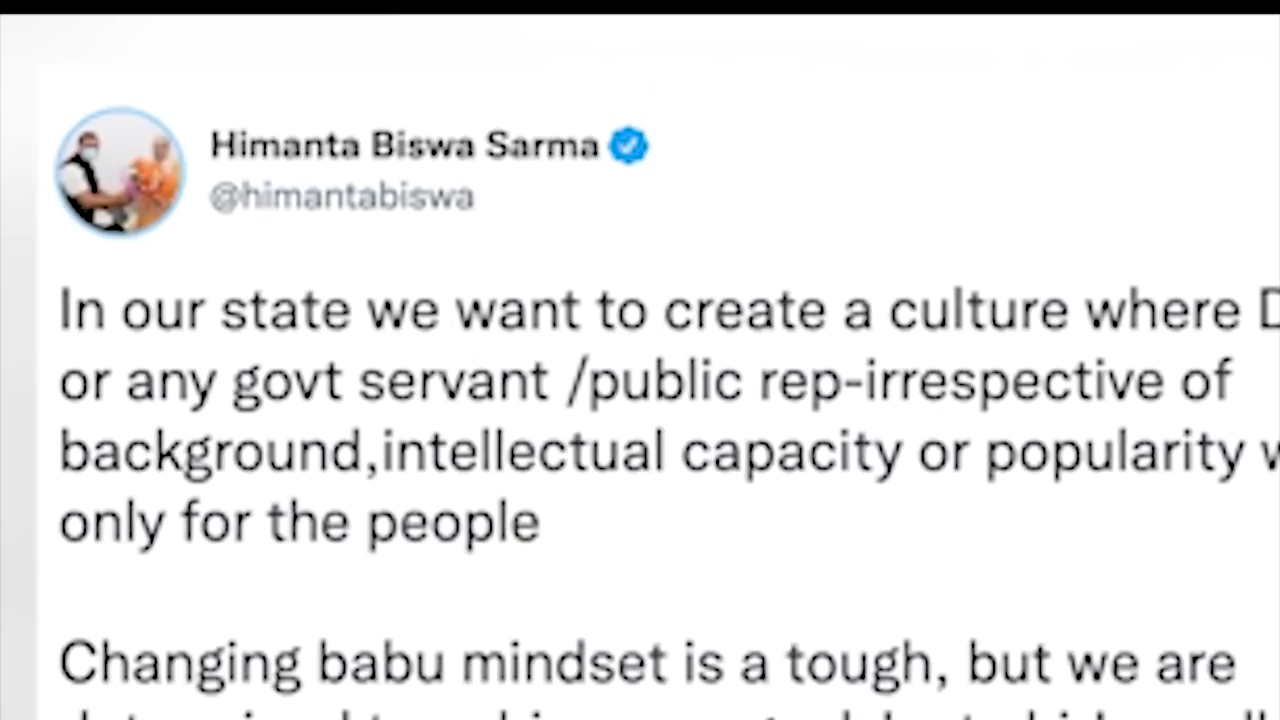 Himanta Biswa Sarma
@himantabiswa
In our state we want to create a culture where
or any govt servant /public rep-irrespective of
background,intellectual capacity or popularity
only for the people
Changing babu mindset is a tough, but we are